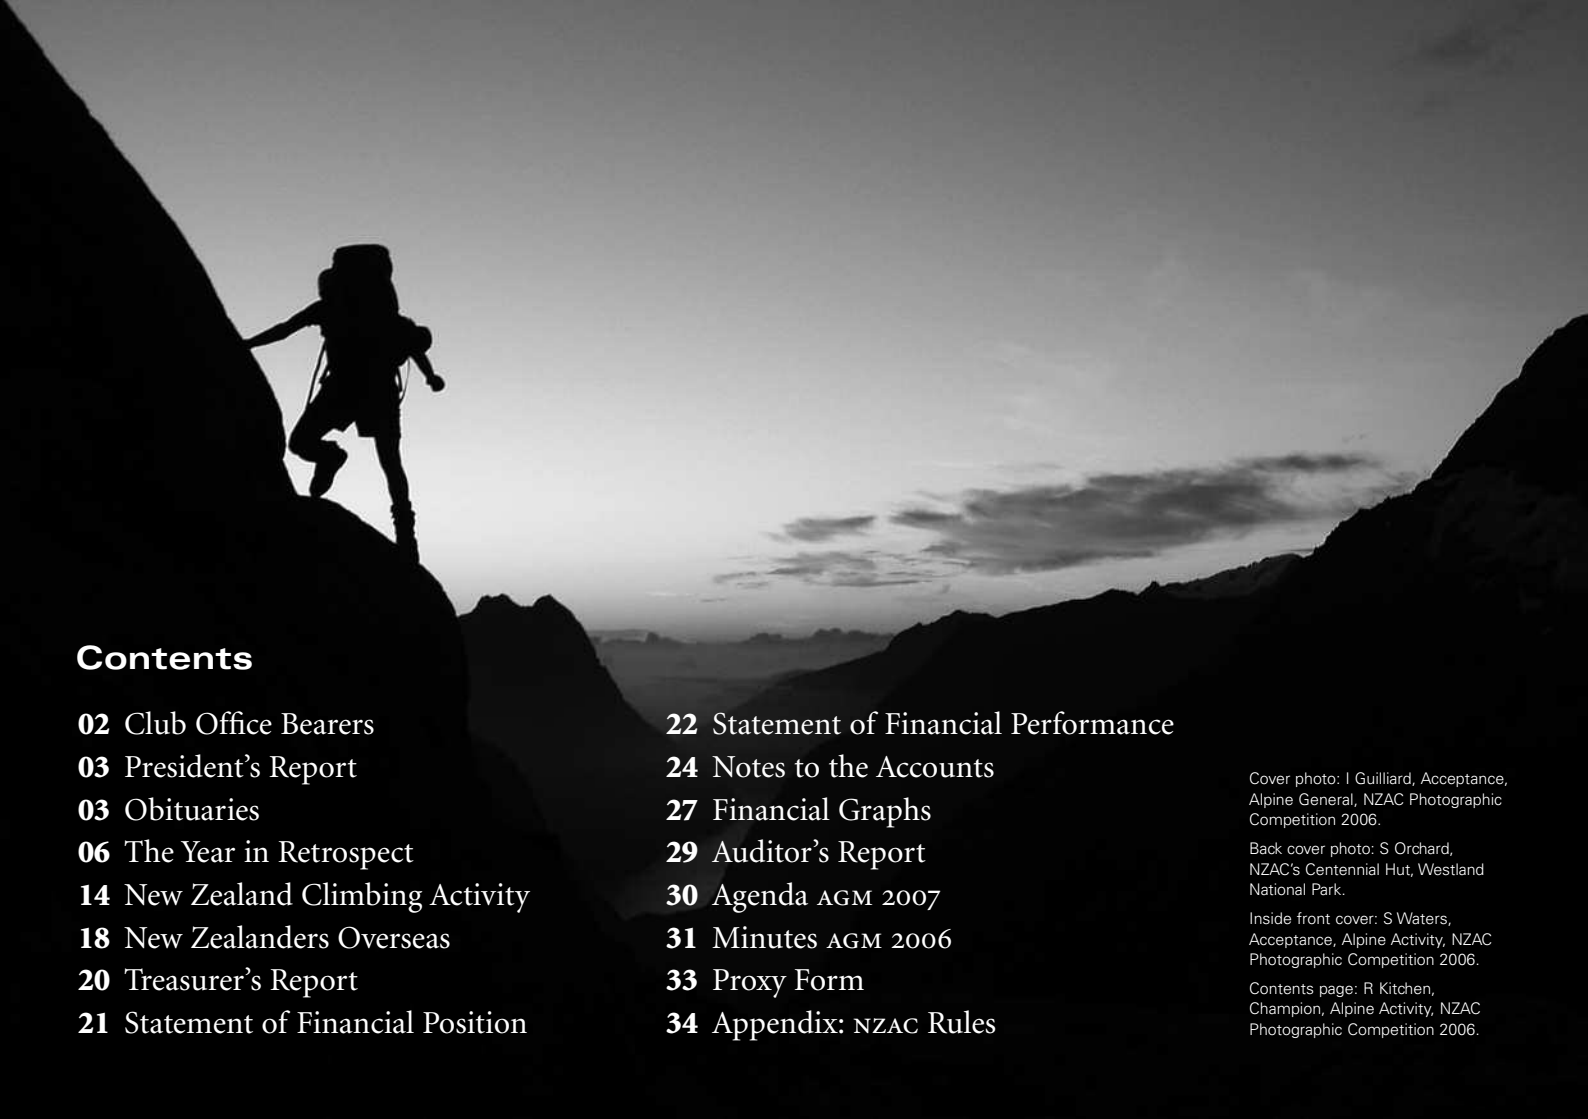 Contents
02 Club Office Bearers
03 President’s Report
03 Obituaries
06 The Year in Retrospect
14 New Zealand Climbing Activity
18 New Zealanders Overseas
20 Treasurer’s Report
21 Statement of Financial Position
22 Statement of Financial Performance
24 Notes to the Accounts
27 Financial Graphs
29 Auditor’s Report
30 Agenda AGM 2007
31 Minutes AGM 2006
33 Proxy Form
34 Appendix: NZAC Rules
Cover photo: I Guilliard, Acceptance,
Alpine General, NZAC Photographic
Competition 2006.
Back cover photo: S Orchard,
NZAC’s Centennial Hut, Westland
National Park.
Inside front cover: S Waters,
Acceptance, Alpine Activity, NZAC
Photographic Competition 2006.
Contents page: R Kitchen,
Champion, Alpine Activity, NZAC
Photographic Competition 2006.